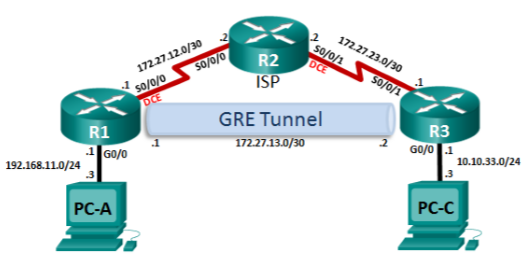 .2
172.27.12.0/30
S0/0/0
R2
ISP
.2
S0/0/1
DCE
172.27.23.0/30
S0/0/1
.1
.1
S0/0/0
DCE
R1
GRE Tunnel
.1
172.27.13.0/30
.2
R3
.1
G0/0
192.168.11.0/24
.3
PC-A
G0/0
.1
10.10.33.0/24
.3
PC-C